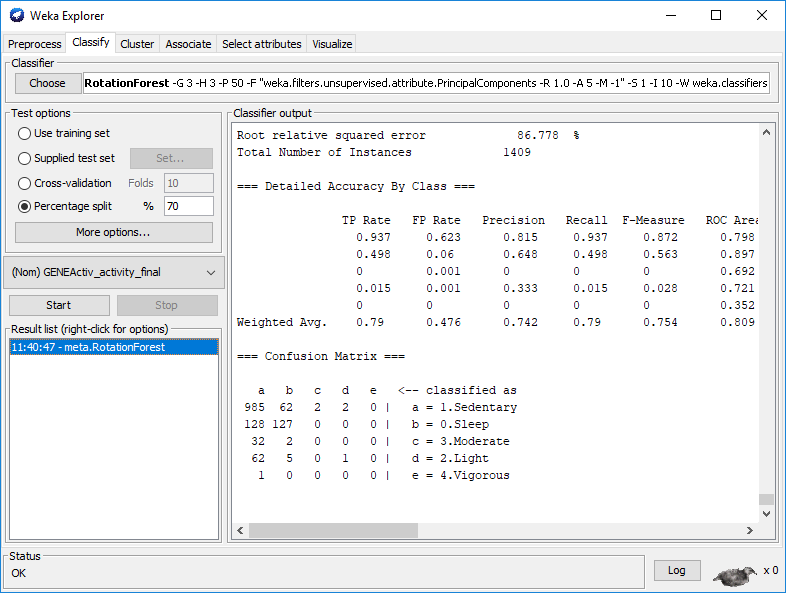 Weka Explorer
Preprocess Classify Cluster Associate Select attributes Visualize
Classifier
Choose RotationForest -G 3 -H 3 -P 50 -F "weka.filters.unsupervised.attribute.PrincipalComponents -R 1.0 -A 5 -M -1" -S 1 -I 10 -W weka.classifiers
Test options
Use training set
Supplied test set Set...
Cross-validation Folds 10
Percentage split % 70
More options...
(Nom) GENEActiv_activity_final
Start Stop
Result list (right-click for options)
11:40:47 - meta.RotationForest
Classifier output
Root relative squared error 86.778 %
Total Number of Instances 1409
=== Detailed Accuracy By Class ===
TP Rate FP Rate Precision Recall F-Measure ROC Area
0.937 0.623 0.815 0.937 0.872 0.798
0.498 0.06 0.648 0.498 0.563 0.897
0 0.001 0 0 0 0.692
0.015 0.001 0.333 0.015 0.028 0.721
0 0 0 0 0 0.352
Weighted Avg. 0.79 0.476 0.742 0.79 0.754 0.809
=== Confusion Matrix ===
a b c d e <-- classified as
985 62 2 2 0 | a = 1.Sedentary
128 127 0 0 0 | b = 0.Sleep
32 2 0 0 0 | c = 3.Moderate
62 5 0 1 0 | d = 2.Light
1 0 0 0 0 | e = 4.Vigorous
Status
OK
Log x 0